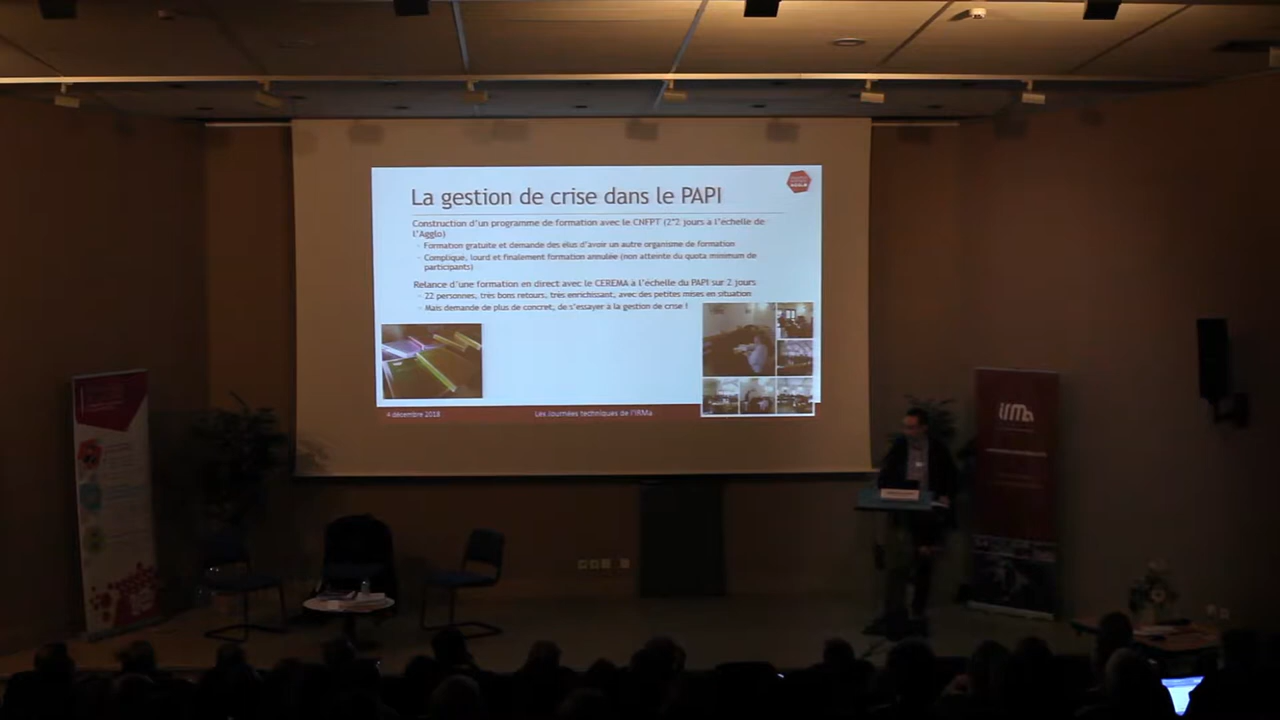 La gestion de crise dans le PAPI
Construction d'un programme de formation avec le CNFPT (2*2 jours à l'échelle de
l'Agglo)
Formation gratuite et demande des élus d'avoir un autre organisme de formation
Compliqué, lourd et finalement formation annulée (non atteinte du quota minimum de
participants)
Relance d'une formation en direct avec le CEREMA à l'échelle du PAPI sur 2 jours
22 personnes, très bons retours, très enrichissant, avec des petites mises en situation
Mais demande de plus de concret, de s'essayer à la gestion de crise !
4 décembre 2018
Les Journées techniques de l'IRMa
irma